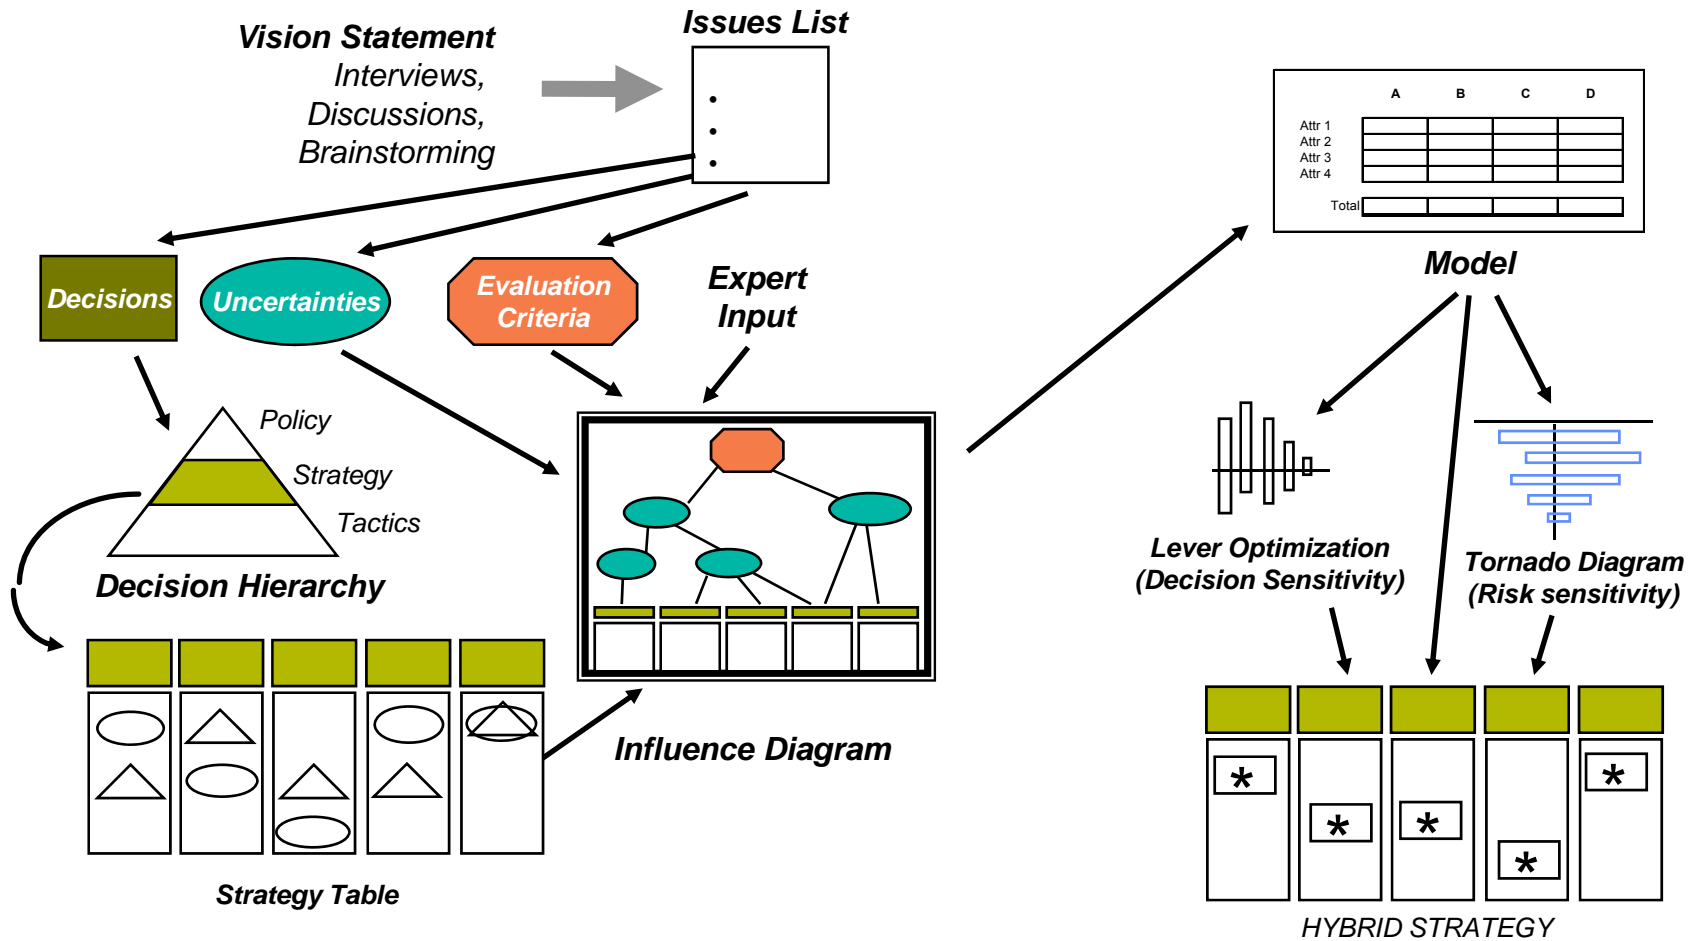 Issues List
Vision Statement
Interviews,
Discussions,
Brainstorming
•
•
•
A B C D
Attr 1
Attr 2
Attr 3
Attr 4
Total
Model
Decisions
Uncertainties
Evaluation
Criteria
Expert
Input
Policy
Strategy
Tactics
Decision Hierarchy
Lever Optimization
(Decision Sensitivity)
Tornado Diagram
(Risk sensitivity)
Influence Diagram
Strategy Table
*
*
*
*
*
HYBRID STRATEGY